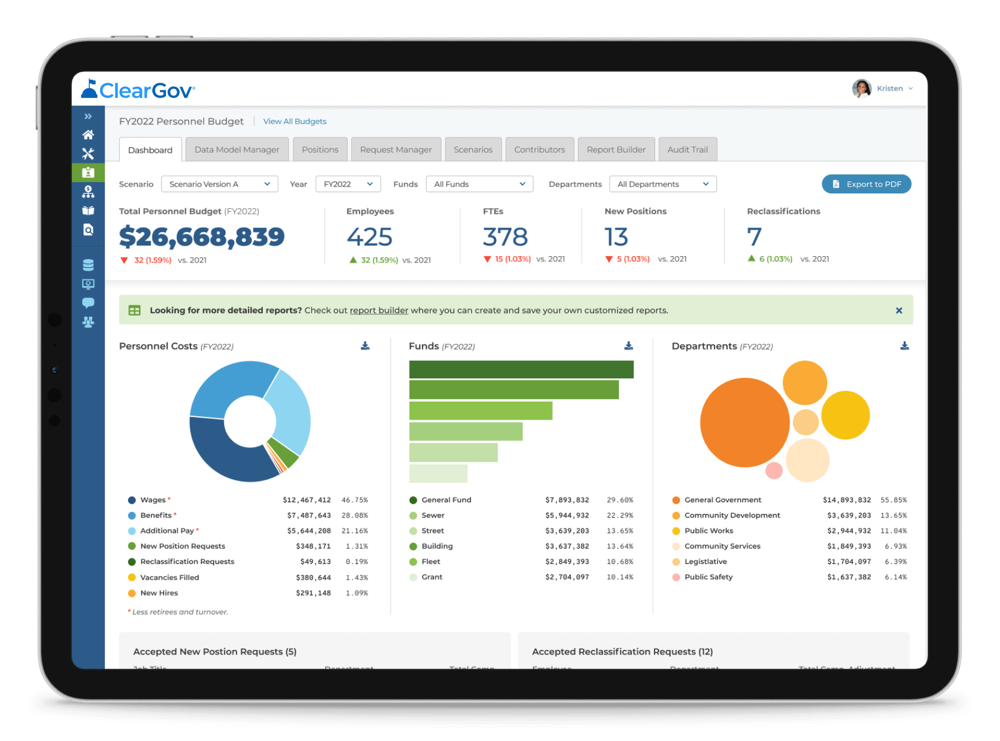 ClearGov®
Kristen
FY2022 Personnel Budget View All Budgets
Dashboard Data Model Manager Positions Request Manager Scenarios Contributors Report Builder Audit Trail
Scenario Scenario Version A Year FY2022 Funds All Funds Departments All Departments Export to PDF
Total Personnel Budget (FY2022) Employees FTEs New Positions Reclassifications
$26,668,839 425 378 13 7
32 (1.59%) vs. 2021 32 (1.59%) vs. 2021 15 (1.03%) vs. 2021 5 (1.03%) vs. 2021 6 (1.03%) vs. 2021
Looking for more detailed reports? Check out report builder where you can create and save your own customized reports.
Personnel Costs (FY2022)
Wages * $12,467,412 46.75%
Benefits * $7,487,643 28.08%
Additional Pay * $5,644,208 21.16%
New Position Requests $348,171 1.31%
Reclassification Requests $49,613 0.19%
Vacancies Filled $380,644 1.43%
New Hires $291,148 1.09%
* Less retirees and turnover.
Funds (FY2022)
General Fund $7,893,832 29.60%
Sewer $5,944,932 22.29%
Street $3,639,203 13.65%
Building $3,637,382 13.64%
Fleet $2,849,393 10.68%
Grant $2,704,097 10.14%
Departments (FY2022)
General Government $14,893,832 55.85%
Community Development $3,639,203 13.65%
Public Works $2,944,932 11.04%
Community Services $1,849,393 6.93%
Legistlative $1,704,097 6.39%
Public Safety $1,637,382 6.14%
Accepted New Postion Requests (5)
Job Title Department Total Comp.
Accepted Reclassification Requests (12)
Employee Department Total Comp. Adjustment